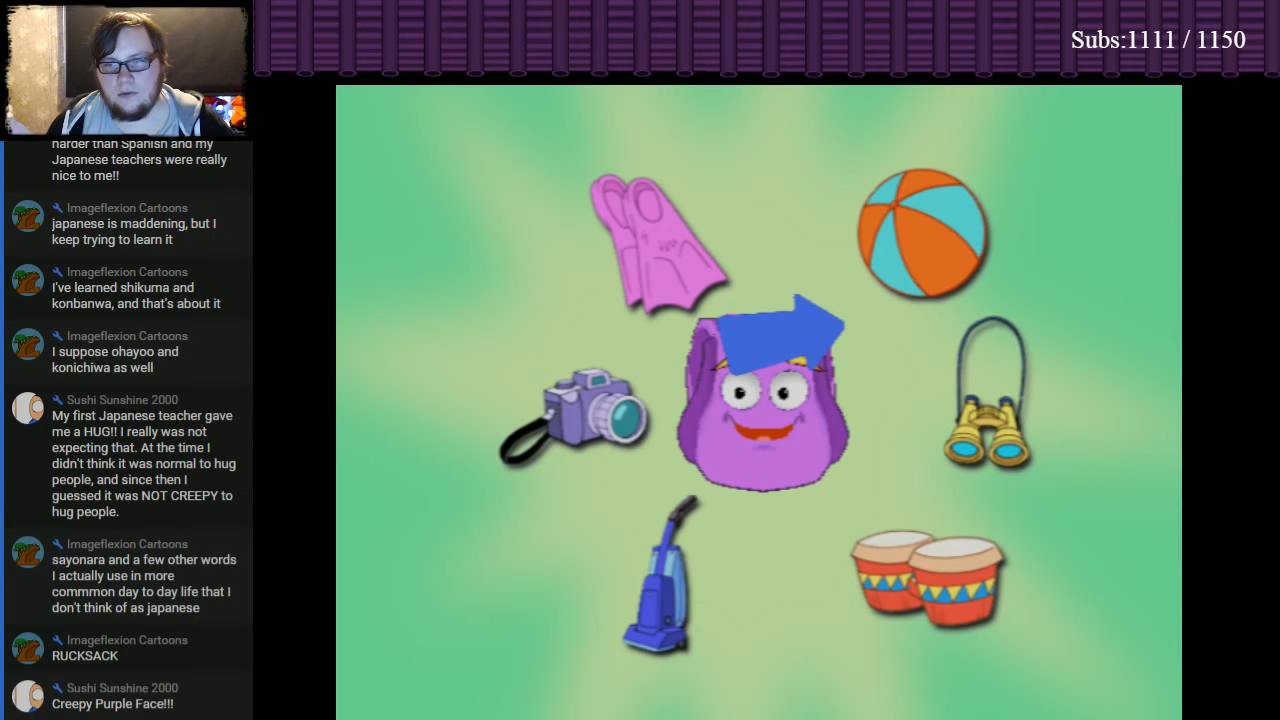 Subs:1111 / 1150
harder than Spanish and my
Japanese teachers were really
nice to me!!
Imageflexion Cartoons
japanese is maddening, but I
keep trying to learn it
Imageflexion Cartoons
I've learned shikuma and
konbanwa, and that's about it
Imageflexion Cartoons
I suppose ohayoo and
konichiwa as well
Sushi Sunshine 2000
My first Japanese teacher gave
me a HUG!! I really was not
expecting that. At the time I
didn't think it was normal to hug
people, and since then I
guessed it was NOT CREEPY to
hug people.
Imageflexion Cartoons
sayonara and a few other words
I actually use in more
commmon day to day life that I
don't think of as japanese
Imageflexion Cartoons
RUCKSACK
Sushi Sunshine 2000
Creepy Purple Face!!!